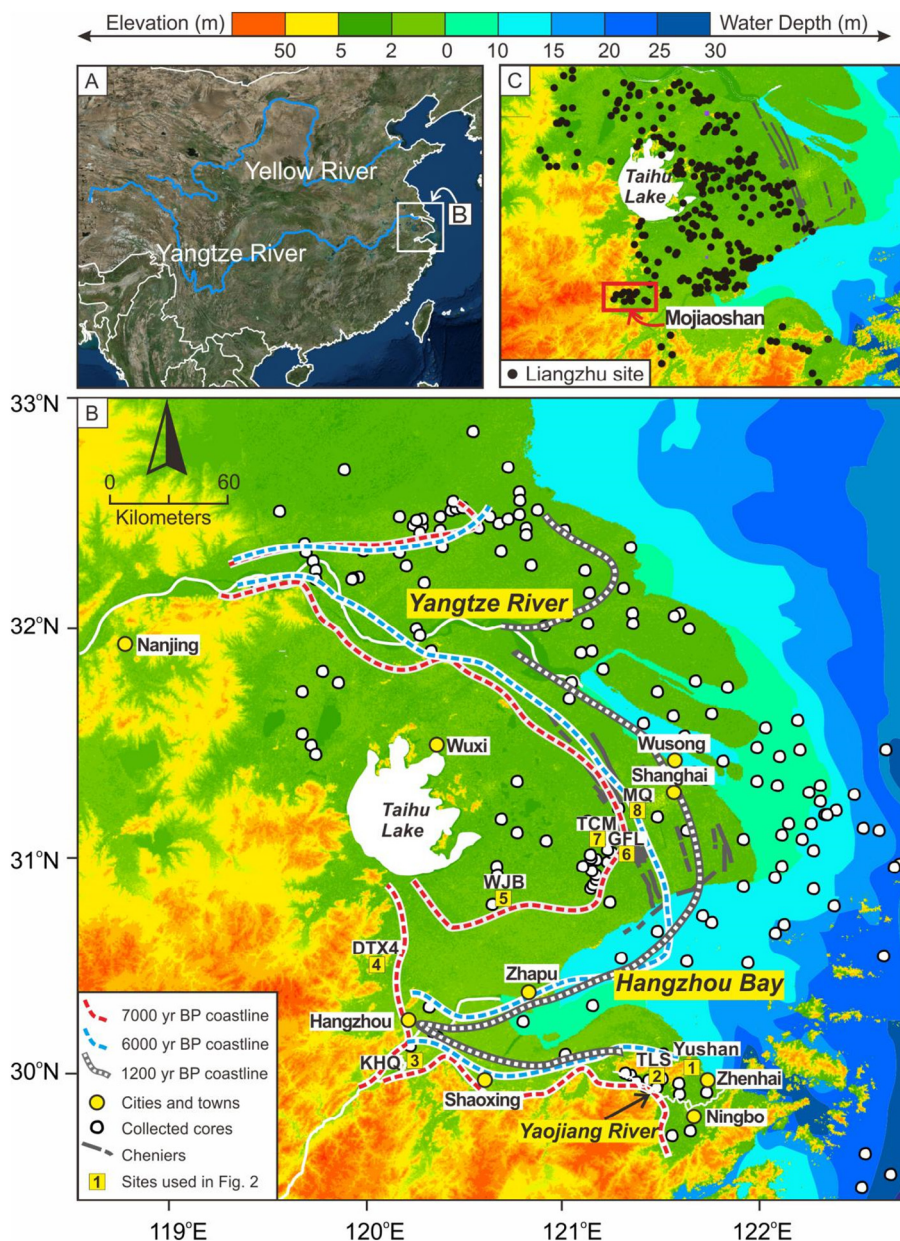 Elevation (m)
Water Depth (m)
50 5 2 0 10 15 20 25 30
A
Yellow River
Yangtze River
B
C
Taihu
Lake
Mojiaoshan
Liangzhu site
33°N
32°N
31°N
30°N
B
0 60
Kilometers
Yangtze River
Nanjing
Wuxi
Wusong
Shanghai
MQ
8
Taihu
Lake
TCM
7
GFL
6
WJB
5
DTX4
4
Zhapu
Hangzhou Bay
Hangzhou
KHQ 3
TLS
2
Yushan
1
Zhenhai
Shaoxing
Ningbo
Yaojiang River
7000 yr BP coastline
6000 yr BP coastline
1200 yr BP coastline
Cities and towns
Collected cores
Cheniers
1 Sites used in Fig. 2
119°E 120°E 121°E 122°E